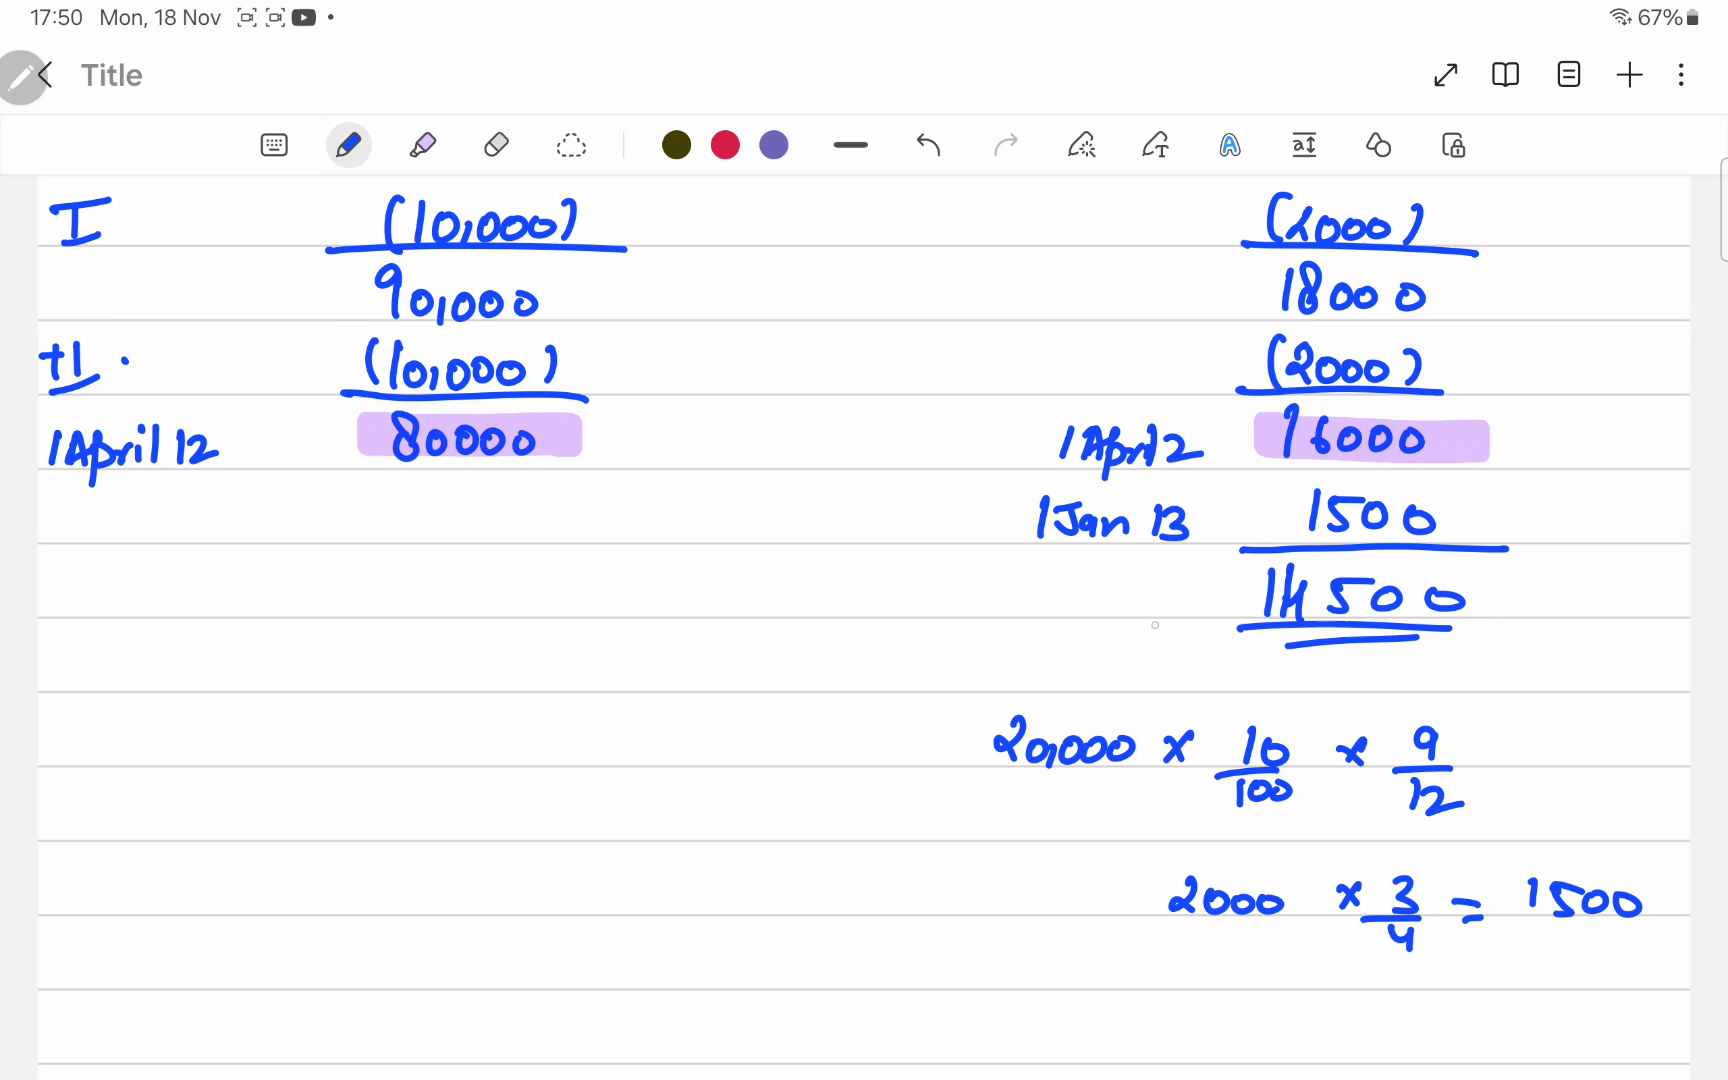 17:50 Mon, 18 Nov 67%
Title
I (10,000) (2000)
90,000 18000
(10,000) (2000)
1 April 12 80000 1 April 12 16000
1 Jan 13 1500
14500
20,000 x 10/100 x 9/12
2000 x 3/4 = 1500